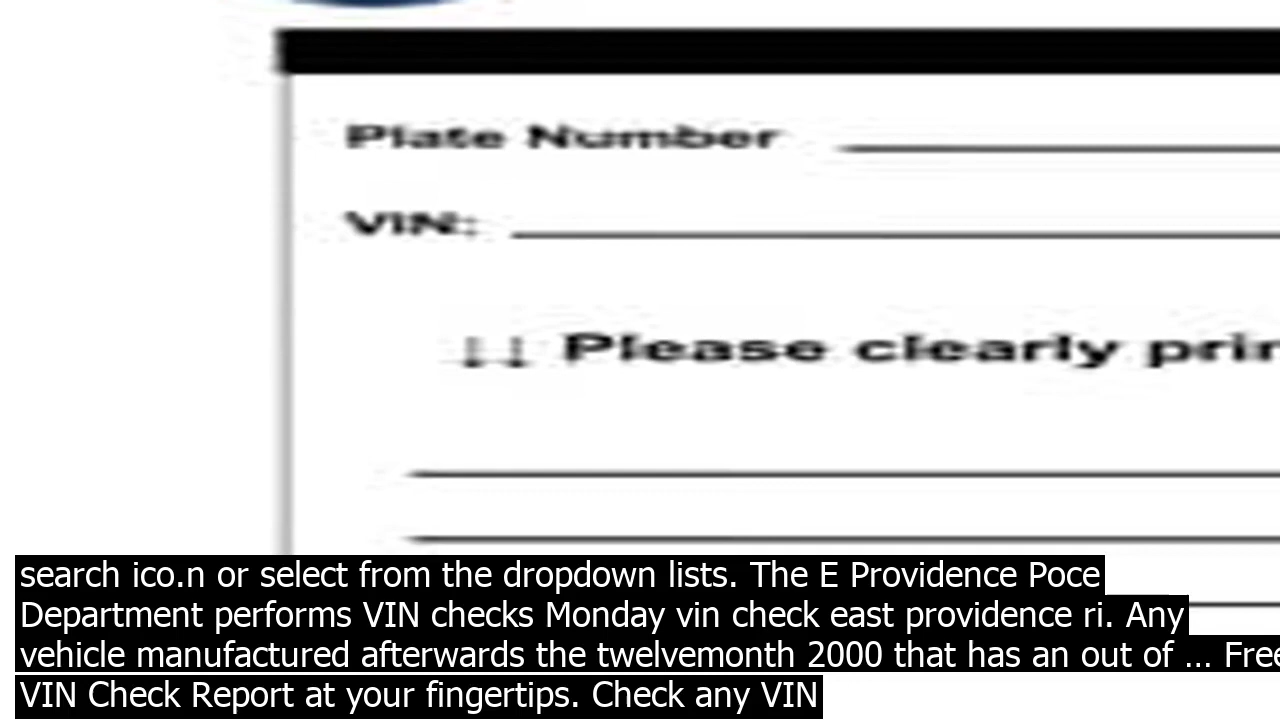 Plate Number
VIN:
↓↓ Please clearly
search ico.n or select from the dropdown lists. The E Providence Poce
Department performs VIN checks Monday vin check east providence ri. Any
vehicle manufactured afterwards the twelvemonth 2000 that has an out of ... Free
VIN Check Report at your fingertips. Check any VIN